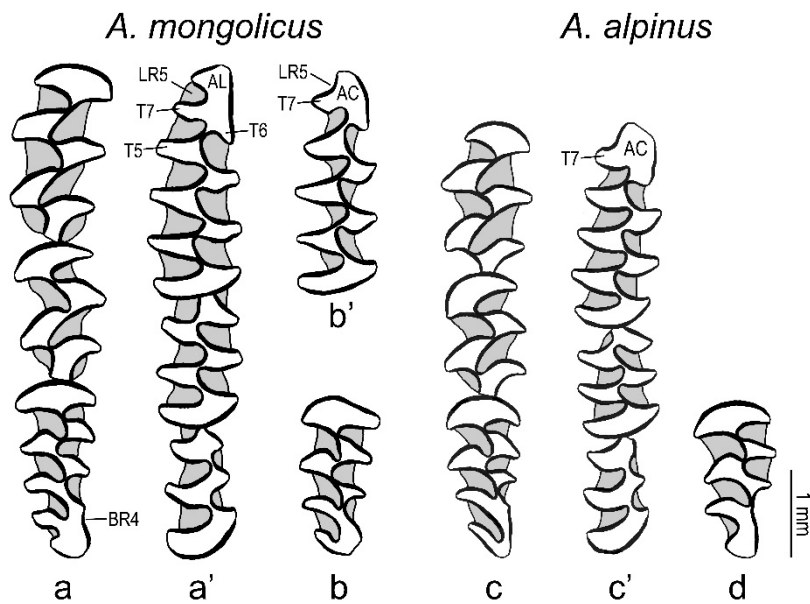 A. mongolicus
A. alpinus
LR5
AL
T7
T6
T5
LR5
AC
T7
b’
T7
AC
BR4
1 mm
a
a’
b
c
c’
d